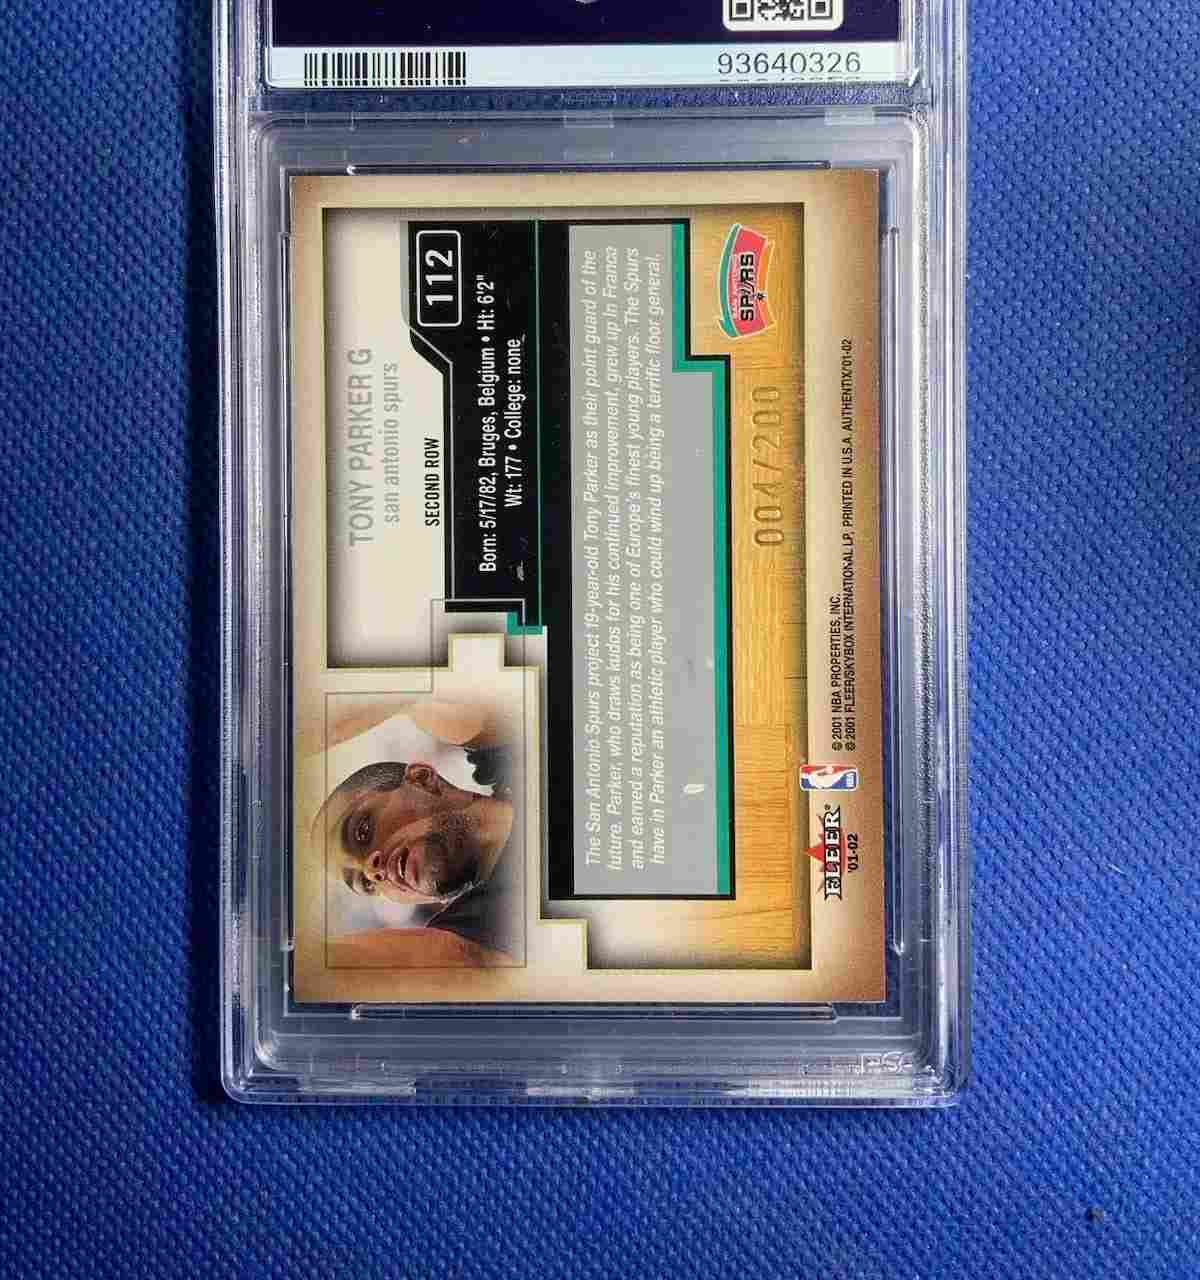 93640326
TONY PARKER G
san antonio spurs
SECOND ROW
112
Born: 5/17/82, Bruges, Belgium • Ht: 6'2"
Wt: 177 • College: none
The San Antonio Spurs project 19-year-old Tony Parker as their point guard of the
future. Parker, who draws kudos for his continued improvement, grew up in France
and earned a reputation as being one of Europe's finest young players. The Spurs
have in Parker an athletic player who could wind up being a terrific floor general.
SPURS
004/200
© 2001 NBA PROPERTIES, INC.
© 2001 FLEER/SKYBOX INTERNATIONAL LP, PRINTED IN U.S.A. AUTHENTIX/'01-02
NBA
FLEER®
'01-02
PSA